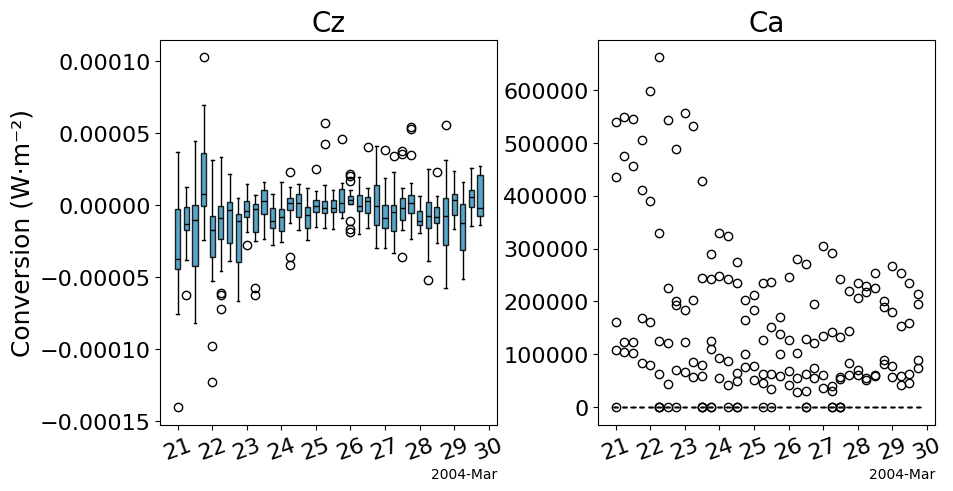 Cz
Ca
Conversion (W·m⁻²)
0.00010
0.00005
0.00000
−0.00005
−0.00010
−0.00015
21 22 23 24 25 26 27 28 29 30
2004-Mar
600000
500000
400000
300000
200000
100000
0
21 22 23 24 25 26 27 28 29 30
2004-Mar